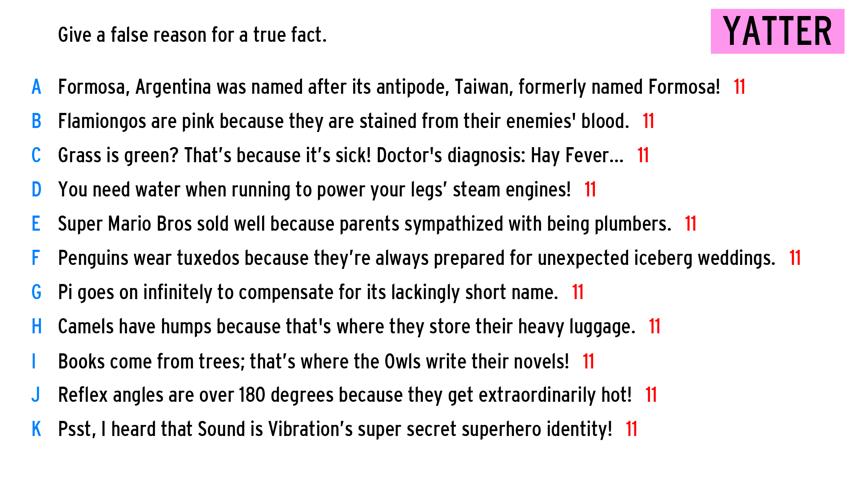 Give a false reason for a true fact.
YATTER
A Formosa, Argentina was named after its antipode, Taiwan, formerly named Formosa! 11
B Flamiongos are pink because they are stained from their enemies' blood. 11
C Grass is green? That's because it's sick! Doctor's diagnosis: Hay Fever... 11
D You need water when running to power your legs' steam engines! 11
E Super Mario Bros sold well because parents sympathized with being plumbers. 11
F Penguins wear tuxedos because they're always prepared for unexpected iceberg weddings. 11
G Pi goes on infinitely to compensate for its lackingly short name. 11
H Camels have humps because that's where they store their heavy luggage. 11
I Books come from trees; that's where the Owls write their novels! 11
J Reflex angles are over 180 degrees because they get extraordinarily hot! 11
K Psst, I heard that Sound is Vibration's super secret superhero identity! 11